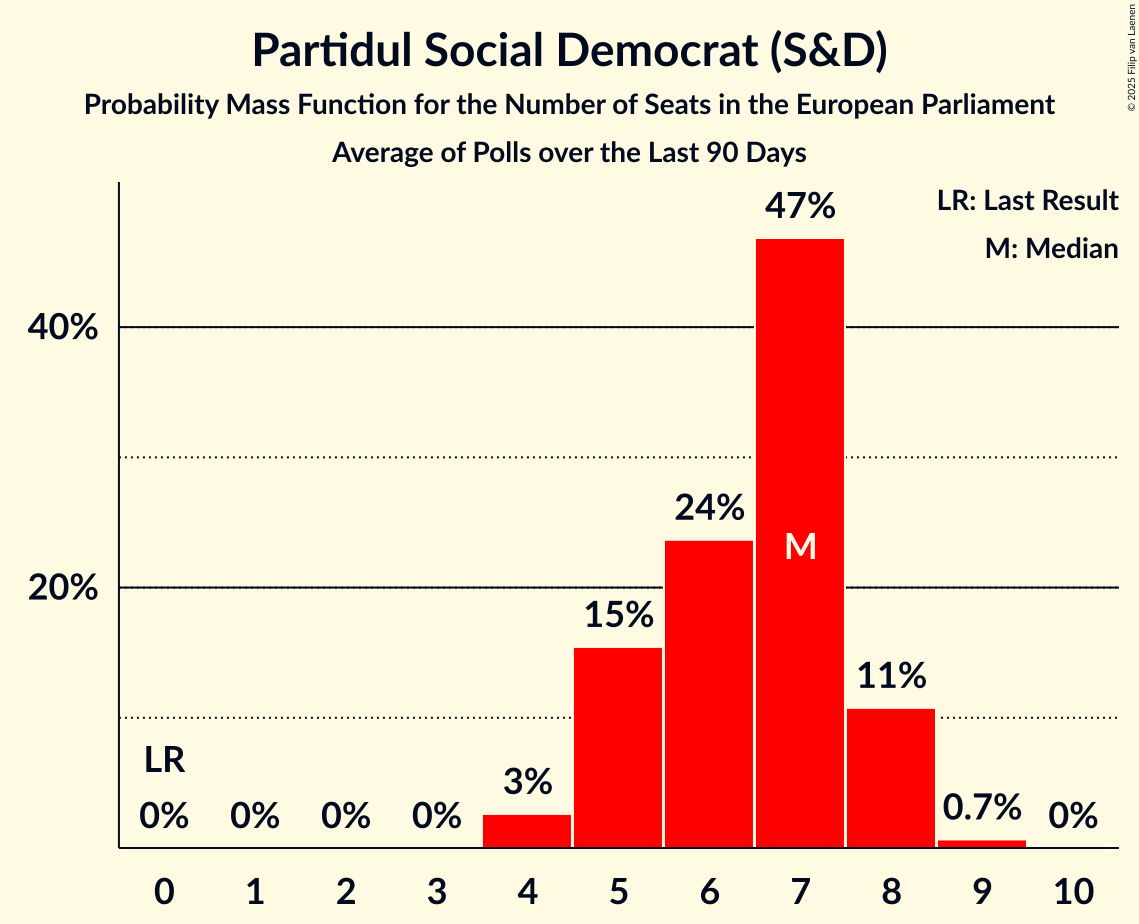 Partidul Social Democrat (S&D)
Probability Mass Function for the Number of Seats in the European Parliament
Average of Polls over the Last 90 Days
© 2025 Filip van Laenen
LR: Last Result
M: Median
47%
40%
24%
M
20%
15%
11%
LR
3%
0.7%
0% 0% 0% 0% 0%
0 1 2 3 4 5 6 7 8 9 10